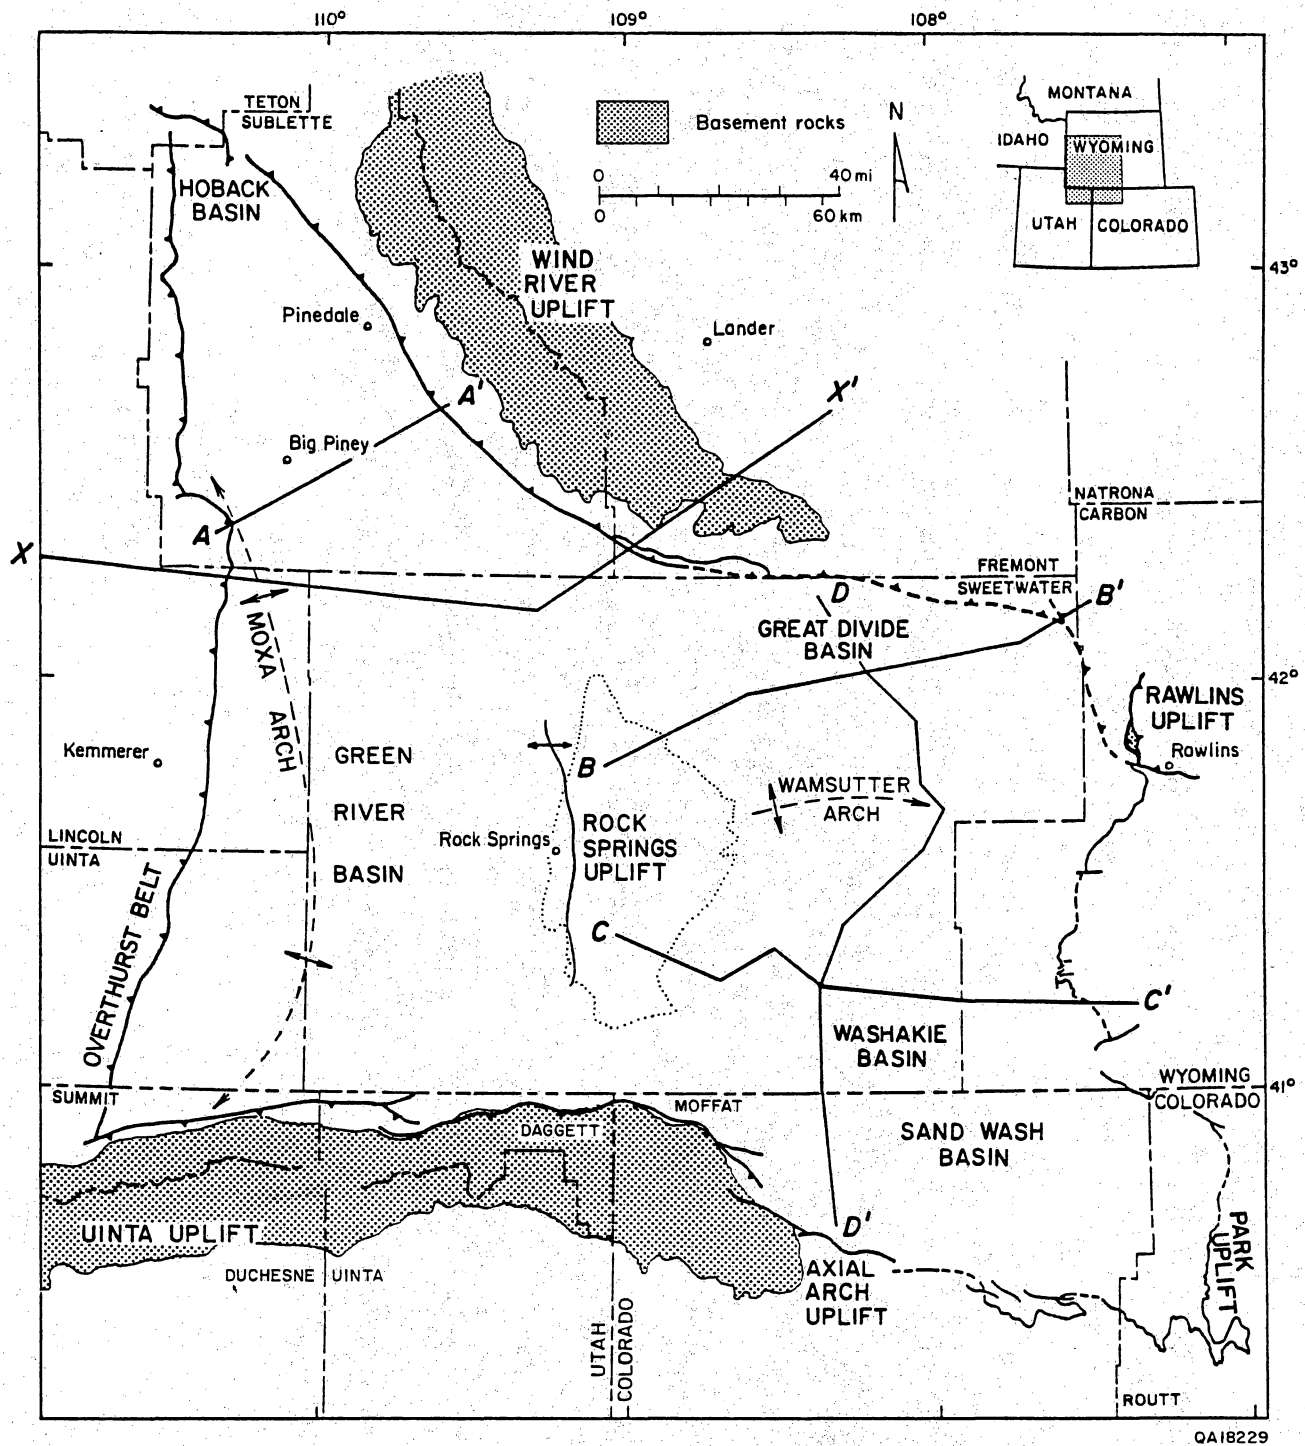 110°
109°
108°
TETON
SUBLETTE
HOBACK
BASIN
Basement rocks
0
40 mi
0
60 km
N
MONTANA
IDAHO
WYOMING
UTAH
COLORADO
43°
WIND
RIVER
UPLIFT
Pinedale
Lander
A'
X'
Big Piney
A
X
NATRONA
CARBON
FREMONT
SWEETWATER
D
B'
GREAT DIVIDE
BASIN
MOXA
ARCH
42°
RAWLINS
UPLIFT
Rawlins
Kemmerer
GREEN
RIVER
BASIN
B
WAMSUTTER
ARCH
LINCOLN
UINTA
Rock Springs
ROCK
SPRINGS
UPLIFT
OVERTHURST BELT
C
C'
WASHAKIE
BASIN
41°
SUMMIT
WYOMING
COLORADO
MOFFAT
DAGGETT
SAND WASH
BASIN
UINTA UPLIFT
D'
PARK
UPLIFT
DUCHESNE
UINTA
AXIAL
ARCH
UPLIFT
UTAH
COLORADO
ROUTT
QA18229